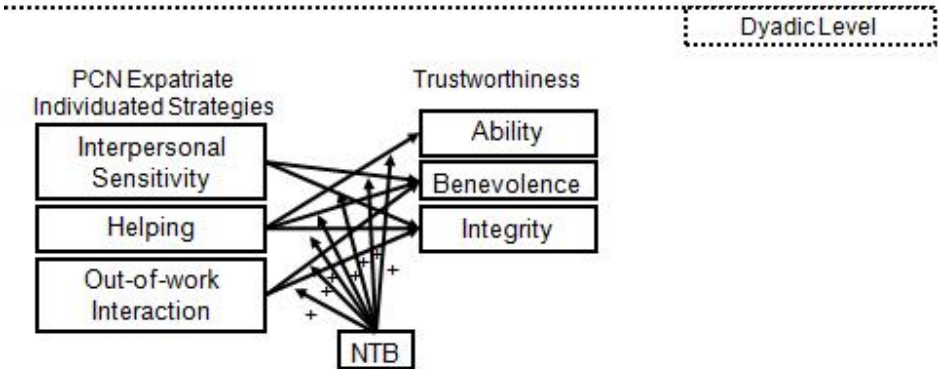 Dyadic Level
PCN Expatriate
Individuated Strategies
Trustworthiness
Interpersonal
Sensitivity
Ability
Benevolence
Helping
Integrity
Out-of-work
Interaction
+
+
+
+
+
+
+
NTB